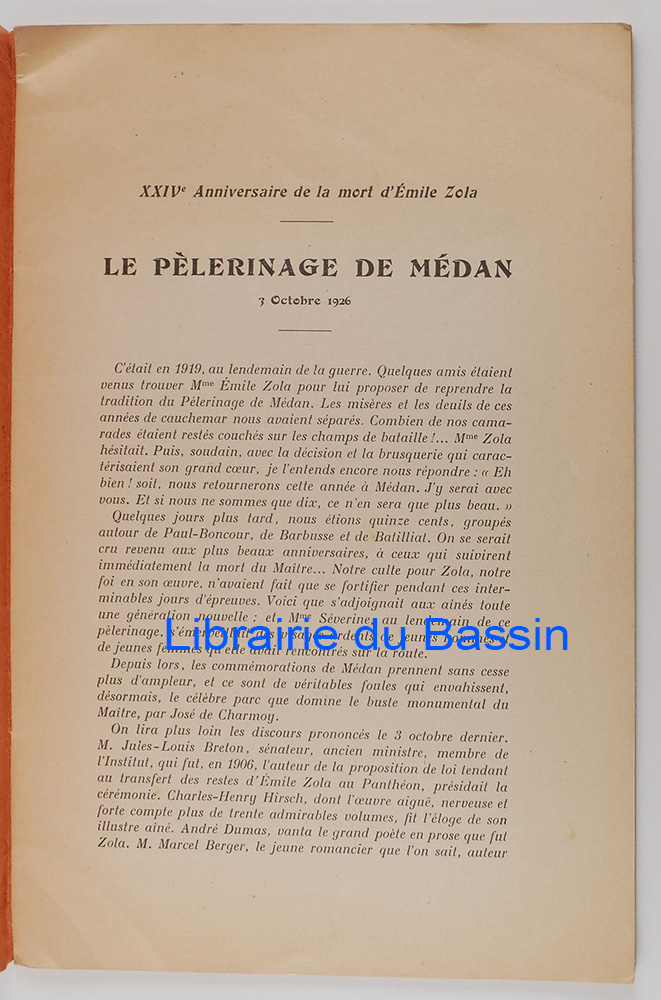 XXIVe Anniversaire de la mort d'Émile Zola
LE PÈLERINAGE DE MÉDAN
3 Octobre 1926
C'était en 1919, au lendemain de la guerre. Quelques amis étaient
venus trouver Mme Émile Zola pour lui proposer de reprendre la
tradition du Pèlerinage de Médan. Les misères et les deuils de ces
années de cauchemar nous avaient séparés. Combien de nos cama-
rades étaient restés couchés sur les champs de bataille !... Mme Zola
hésitait. Puis, soudain, avec la décision et la brusquerie qui carac-
térisaient son grand cœur, je l'entends encore nous répondre : « Eh
bien ! soit, nous retournerons cette année à Médan. J'y serai avec
vous. Et si nous ne sommes que dix, ce n'en sera que plus beau. »
Quelques jours plus tard, nous étions quinze cents, groupés
autour de Paul-Boncour, de Barbusse et de Batilliat. On se serait
cru revenu aux plus beaux anniversaires, à ceux qui suivirent
immédiatement la mort du Maître... Notre culte pour Zola, notre
foi en son œuvre, n'avaient fait que se fortifier pendant ces inter-
minables jours d'épreuves. Voici que s'adjoignait aux aînés toute
une génération nouvelle ; et, Mme Séverine, au lendemain de ce
pèlerinage, s'émerveillait des visages ardents de jeunes
de jeunes femmes qu'elle avait rencontrés sur la route.
Librairie du Bassin
Depuis lors, les commémorations de Médan prennent sans cesse
plus d'ampleur, et ce sont de véritables foules qui envahissent,
désormais, le célèbre parc que domine le buste monumental du
Maître, par José de Charmoy.
On lira plus loin les discours prononcés le 3 octobre dernier.
M. Jules-Louis Breton, sénateur, ancien ministre, membre de
l'Institut, qui fut, en 1906, l'auteur de la proposition de loi tendant
au transfert des restes d'Émile Zola au Panthéon, présidait la
cérémonie. Charles-Henry Hirsch, dont l'œuvre aiguë, nerveuse et
forte compte plus de trente admirables volumes, fit l'éloge de son
illustre aîné. André Dumas, vanta le grand poète en prose que fut
Zola. M. Marcel Berger, le jeune romancier que l'on sait, auteur